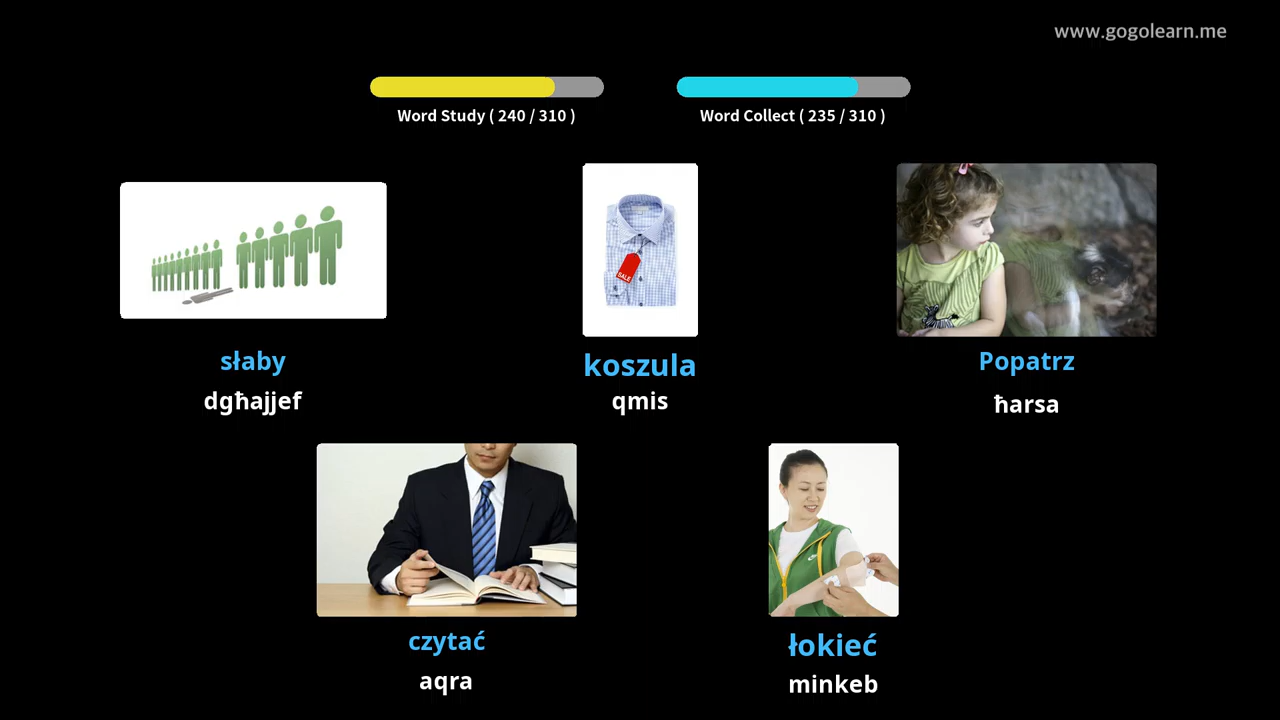 www.gogolearn.me
Word Study ( 240 / 310 )
Word Collect ( 235 / 310 )
SALE
słaby
koszula
Popatrz
dgħajjef
qmis
ħarsa
czytać
łokieć
aqra
minkeb